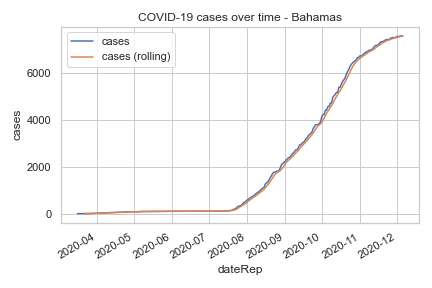 COVID-19 cases over time - Bahamas
cases
cases (rolling)
6000
4000
2000
0
cases
2020-04
2020-05
2020-06
2020-07
2020-08
2020-09
2020-10
2020-11
2020-12
dateRep